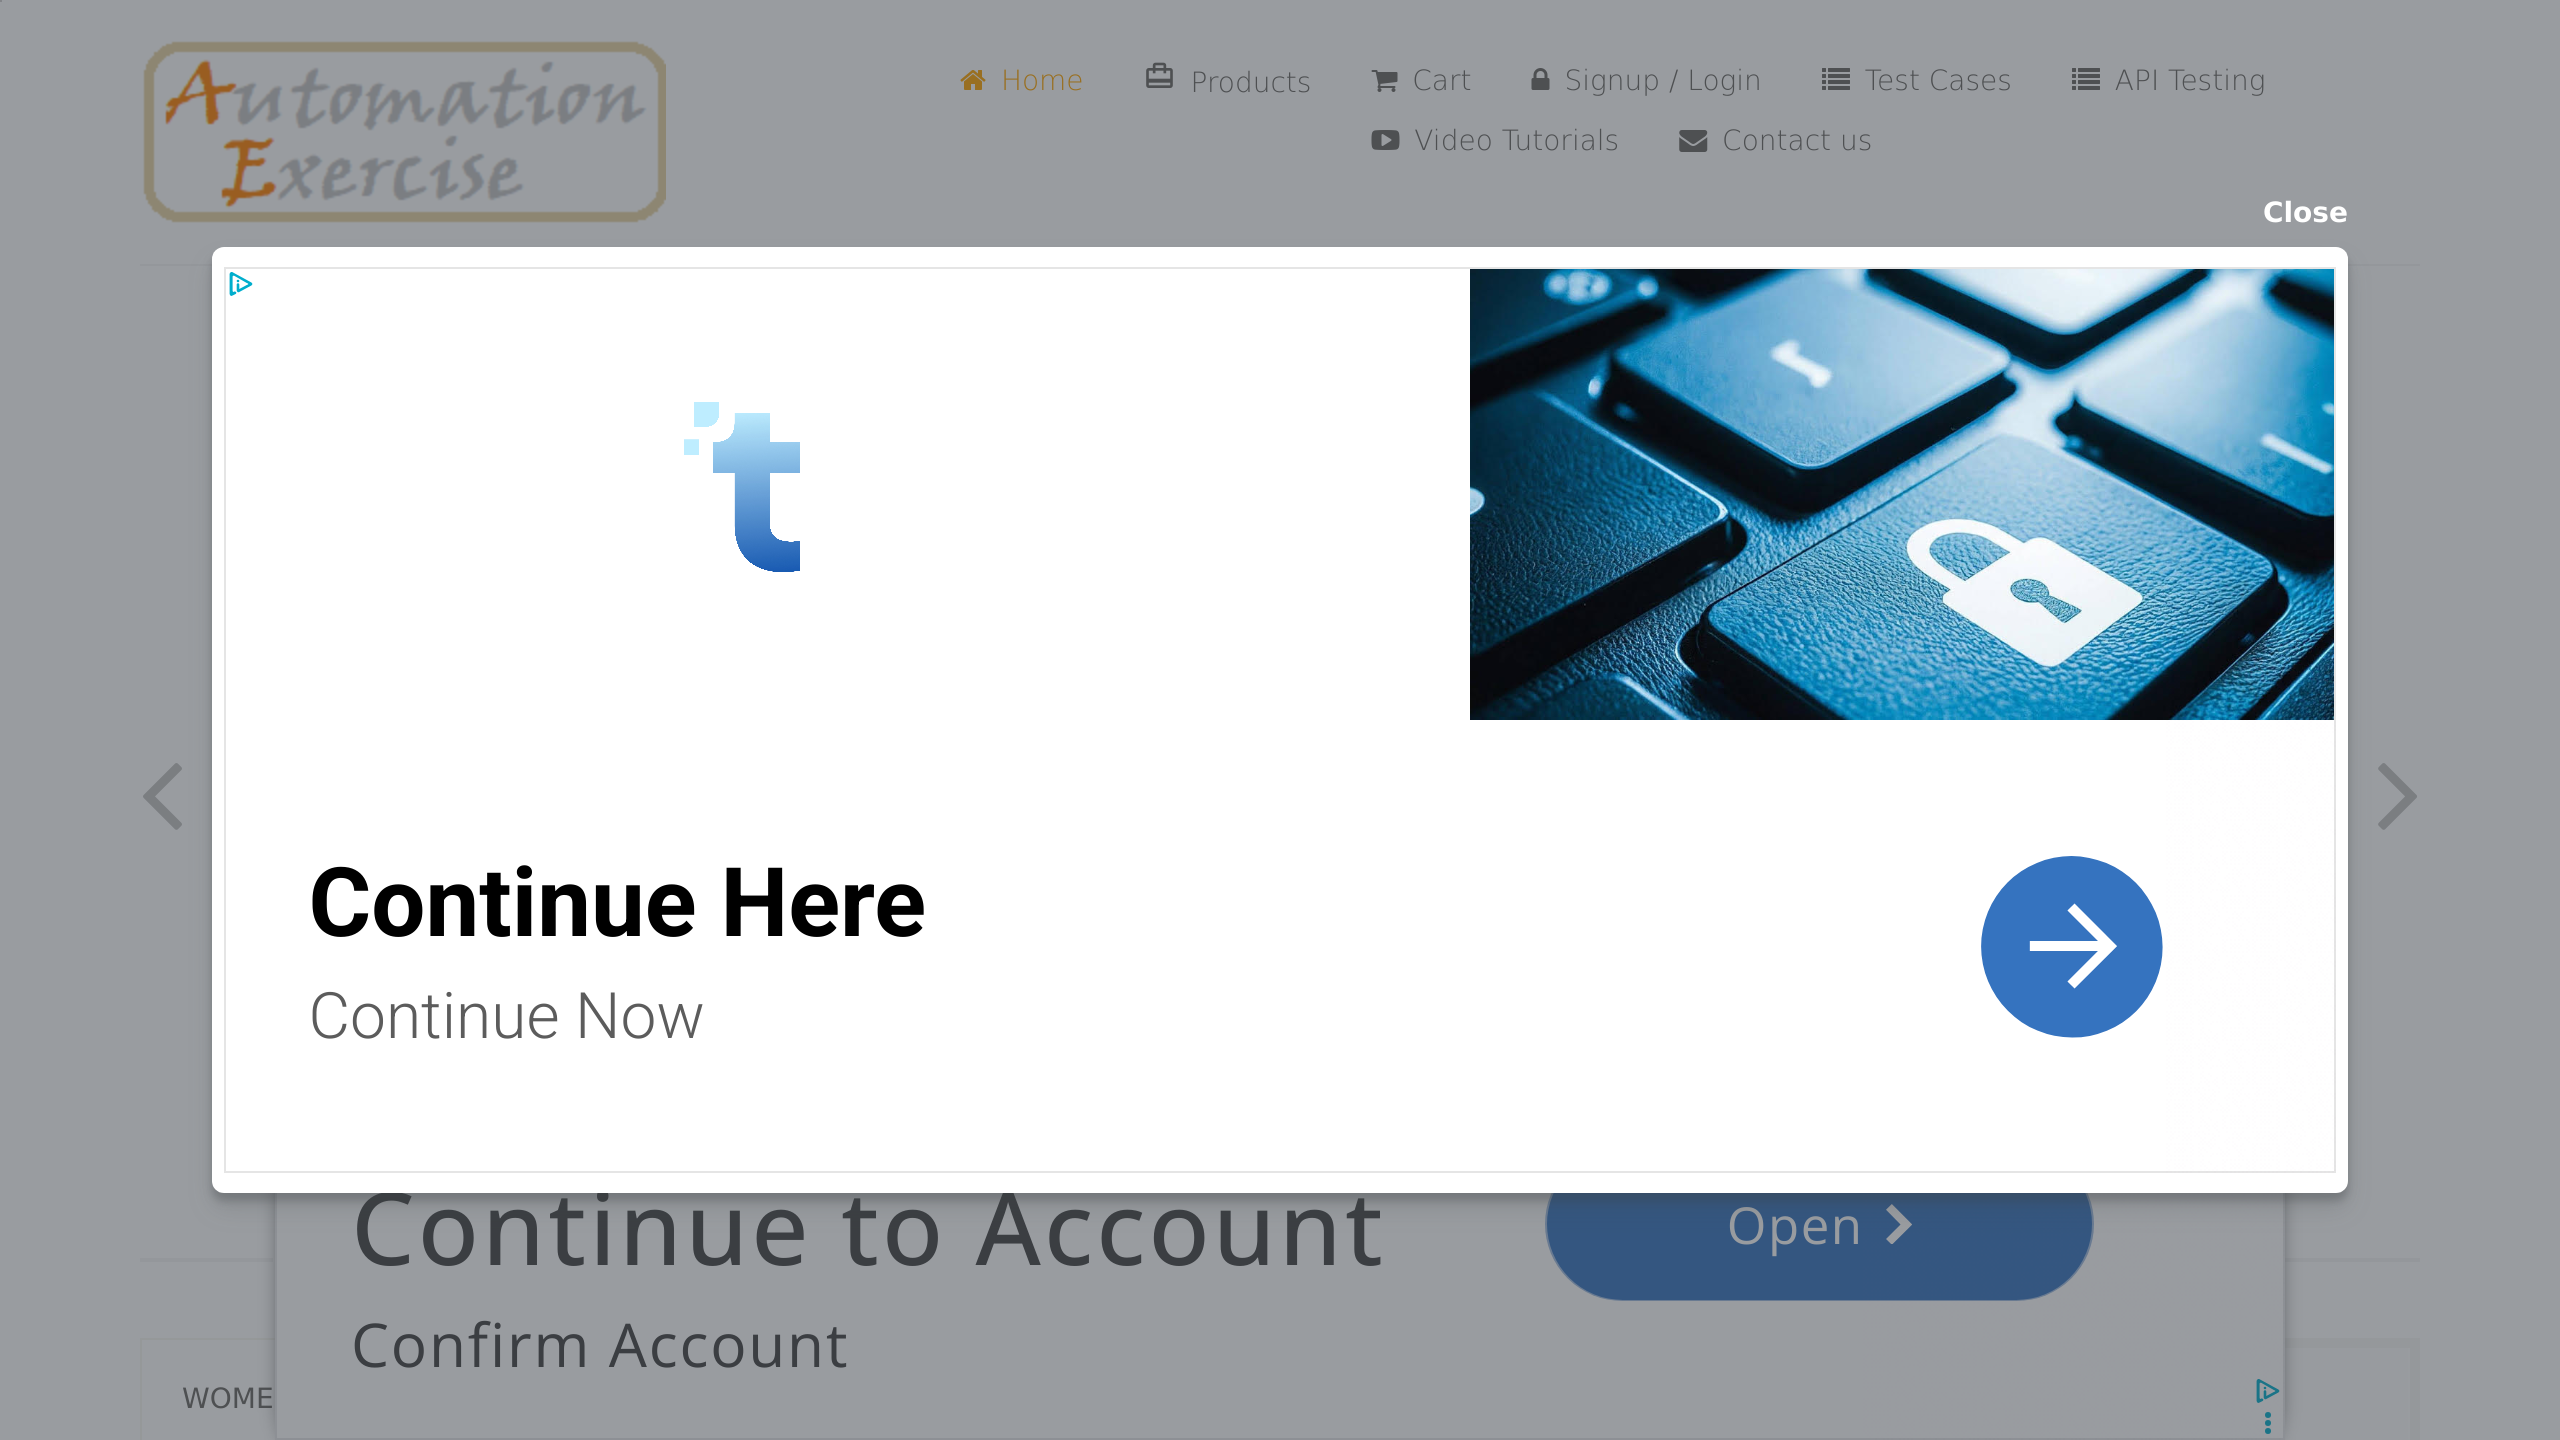 Automation
Exercise
Home
Products
Cart
Signup / Login
Test Cases
API Testing
Video Tutorials
Contact us
Close
t
Continue Here
Continue Now
Continue to Account
Open
Confirm Account
WOME